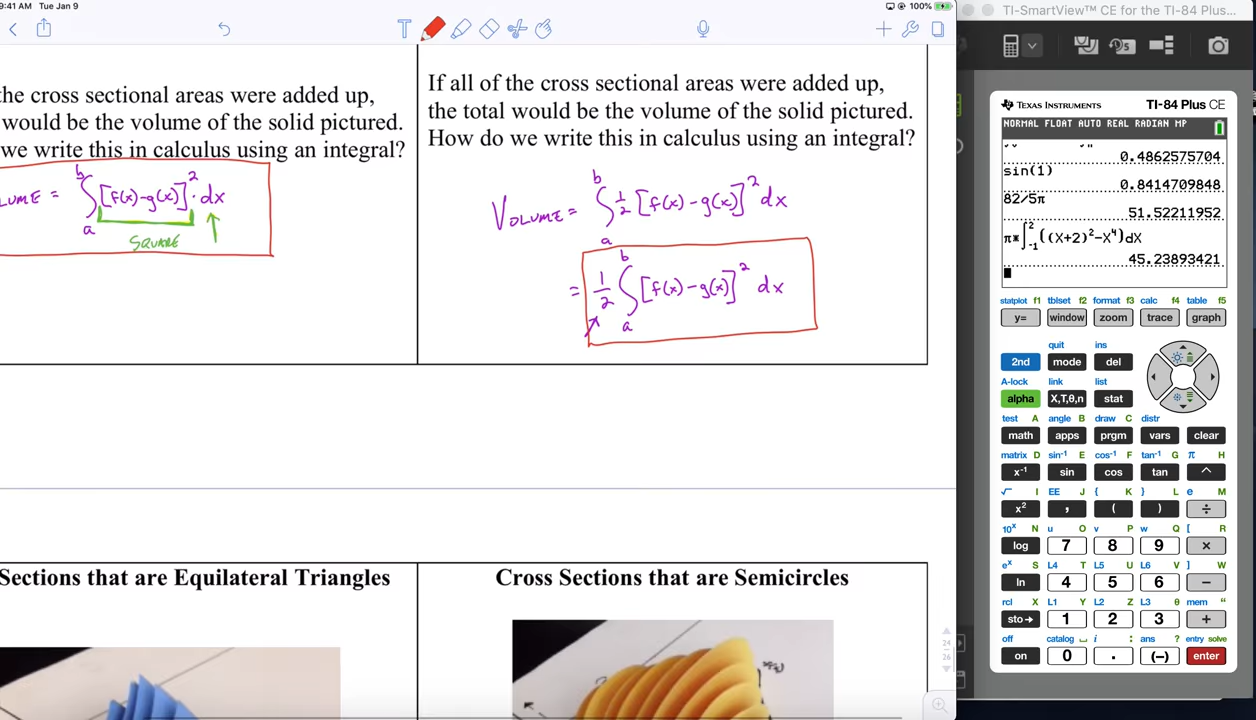 9:41 AM Tue Jan 9
100%
TI-SmartView™ CE for the TI-84 Plus...
the cross sectional areas were added up,
would be the volume of the solid pictured.
we write this in calculus using an integral?
If all of the cross sectional areas were added up,
the total would be the volume of the solid pictured.
How do we write this in calculus using an integral?
LUME = ∫ₐᵇ [f(x)-g(x)]² · dx
SQUARE
VOLUME = ∫ₐᵇ 1/2 [f(x)-g(x)]² dx
= 1/2 ∫ₐᵇ [f(x)-g(x)]² dx
Sections that are Equilateral Triangles
Cross Sections that are Semicircles
24
26
TEXAS INSTRUMENTS TI-84 Plus CE
NORMAL FLOAT AUTO REAL RADIAN MP
0.4862575704
sin(1)
0.8414709848
82/5π
51.52211952
π*∫₋₁²((X+2)²-X⁴)dX
45.23893421
statplot f1 tblset f2 format f3 calc f4 table f5
y= window zoom trace graph
quit ins
2nd mode del
A-lock link list
alpha X,T,θ,n stat
test A angle B draw C distr
math apps prgm vars clear
matrix D sin⁻¹ E cos⁻¹ F tan⁻¹ G π H
x⁻¹ sin cos tan ^
√ I EE J { K } L e M
x² , ( ) ÷
10ˣ N u O v P w Q [ R
log 7 8 9 ×
eˣ S L4 T L5 U L6 V ] W
ln 4 5 6 −
rcl X L1 Y L2 Z L3 θ mem "
sto→ 1 2 3 +
off catalog i : ans ? entry solve
on 0 . (−) enter